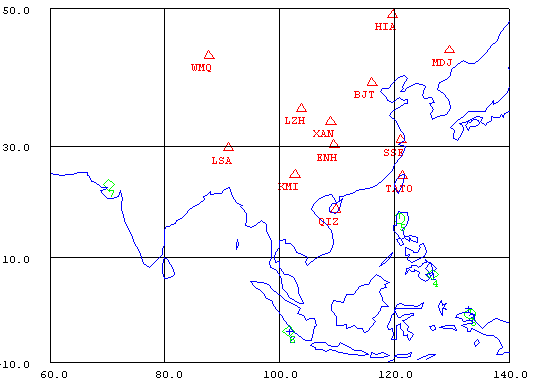 50.0
HIA
WMQ
MDJ
BJT
LZH
XAN
30.0
ENH
SSE
LSA
KMI
TATO
QIZ
10.0
4
-10.0
60.0
80.0
100.0
120.0
140.0